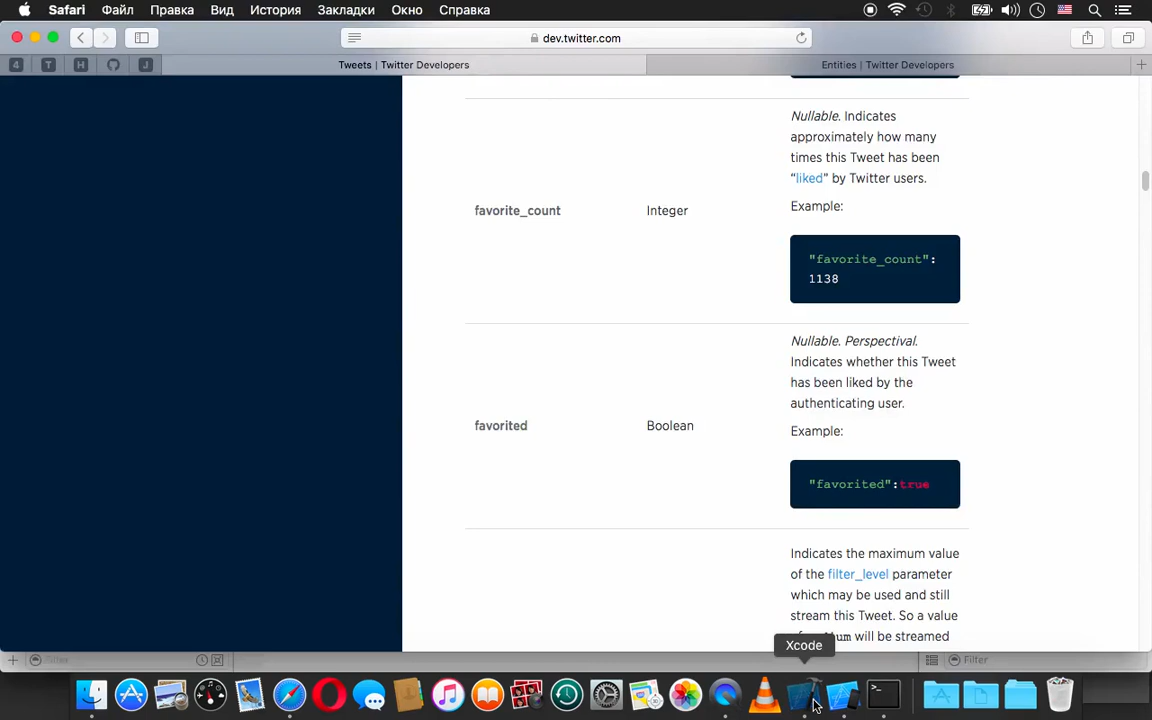 Safari Файл Правка Вид История Закладки Окно Справка
dev.twitter.com
4 T H J
Tweets | Twitter Developers
Entities | Twitter Developers
Nullable. Indicates
approximately how many
times this Tweet has been
“liked” by Twitter users.
Example:
favorite_count
Integer
"favorite_count":
1138
Nullable. Perspectival.
Indicates whether this Tweet
has been liked by the
authenticating user.
Example:
favorited
Boolean
"favorited":true
Indicates the maximum value
of the filter_level parameter
which may be used and still
stream this Tweet. So a value
will be streamed
Xcode
Filter